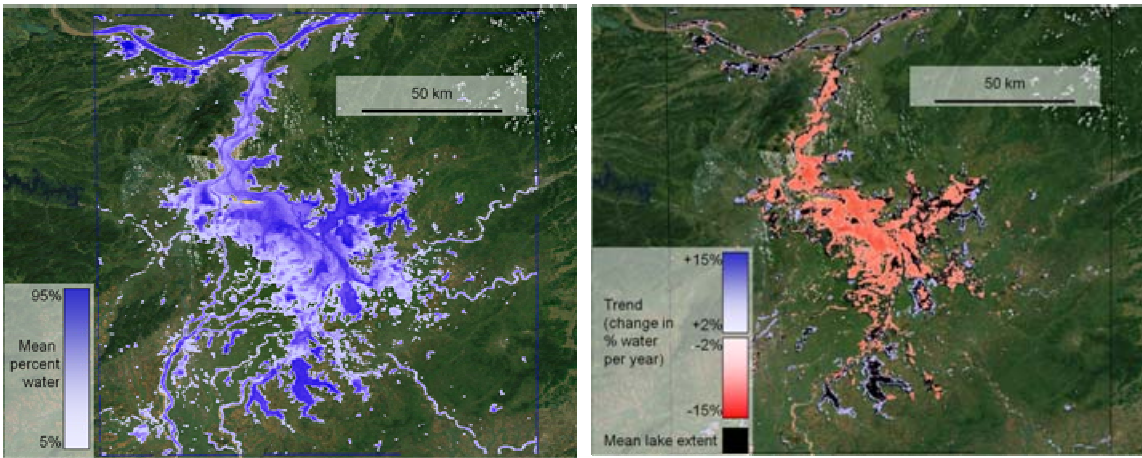 50 km
95%
Mean
percent
water
5%
50 km
+15%
Trend
(change in
% water
per year)
+2%
-2%
-15%
Mean lake extent